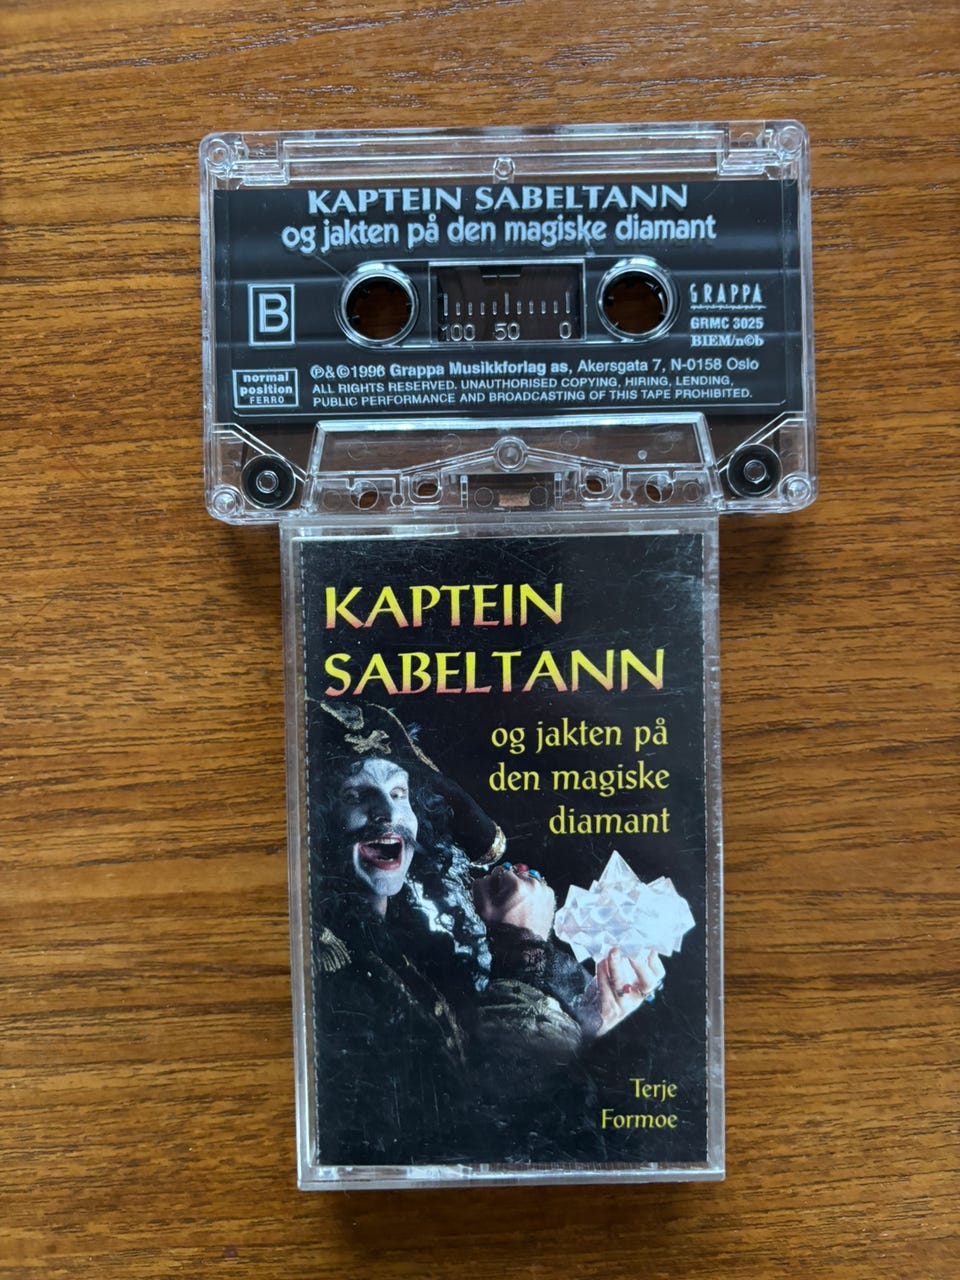 KAPTEIN SABELTANN
og jakten på den magiske diamant
B
100 50 0
GRAPPA
GRMC 3025
BIEM/n©b
normal
position
FERRO
℗&©1996 Grappa Musikkforlag as, Akersgata 7, N-0158 Oslo
ALL RIGHTS RESERVED. UNAUTHORISED COPYING, HIRING, LENDING,
PUBLIC PERFORMANCE AND BROADCASTING OF THIS TAPE PROHIBITED.
KAPTEIN
SABELTANN
og jakten på
den magiske
diamant
Terje
Formoe